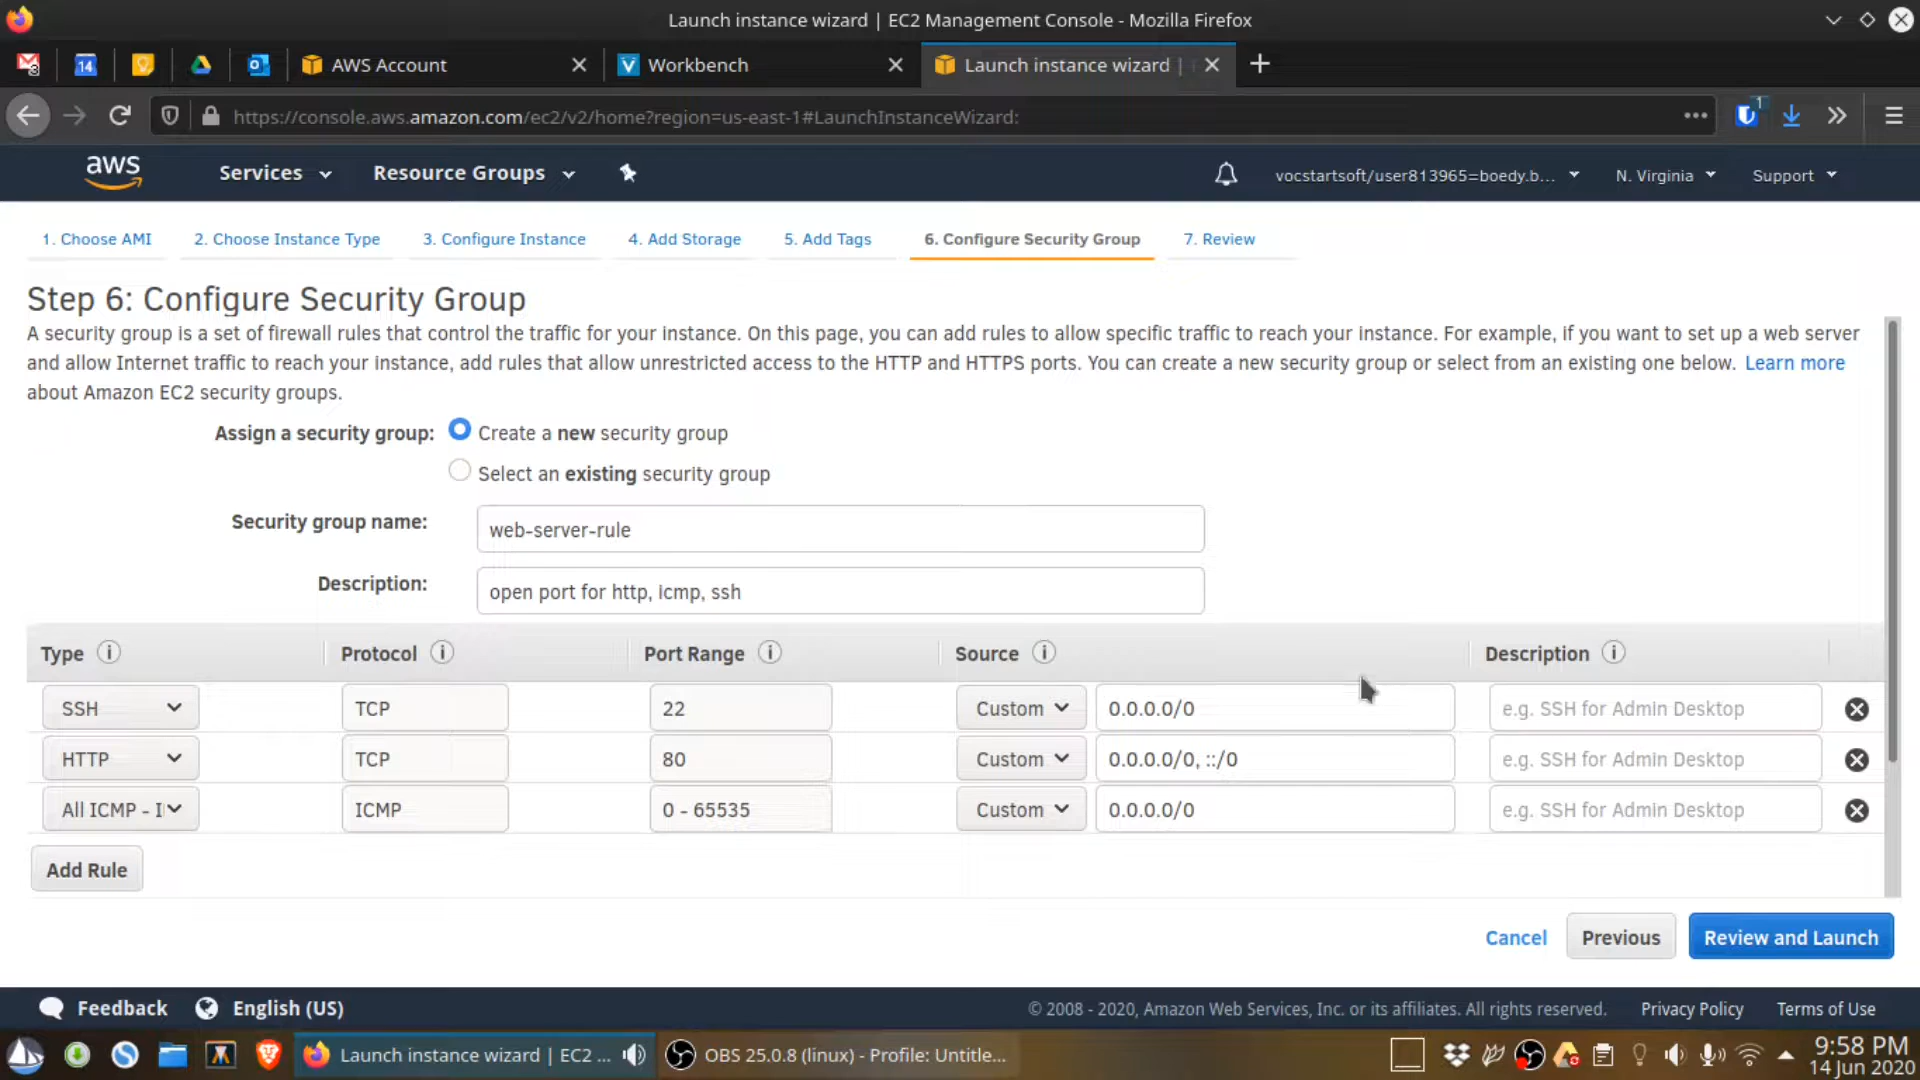 Launch instance wizard | EC2 Management Console - Mozilla Firefox
3
14
AWS Account
Workbench
Launch instance wizard |
https://console.aws.amazon.com/ec2/v2/home?region=us-east-1#LaunchInstanceWizard:
1
aws
Services
Resource Groups
vocstartsoft/user813965=boedy.b...
N. Virginia
Support
1. Choose AMI
2. Choose Instance Type
3. Configure Instance
4. Add Storage
5. Add Tags
6. Configure Security Group
7. Review
Step 6: Configure Security Group
A security group is a set of firewall rules that control the traffic for your instance. On this page, you can add rules to allow specific traffic to reach your instance. For example, if you want to set up a web server
and allow Internet traffic to reach your instance, add rules that allow unrestricted access to the HTTP and HTTPS ports. You can create a new security group or select from an existing one below. Learn more
about Amazon EC2 security groups.
Assign a security group:
Create a new security group
Select an existing security group
Security group name:
web-server-rule
Description:
open port for http, icmp, ssh
Type
Protocol
Port Range
Source
Description
SSH
TCP
22
Custom
0.0.0.0/0
e.g. SSH for Admin Desktop
HTTP
TCP
80
Custom
0.0.0.0/0, ::/0
e.g. SSH for Admin Desktop
All ICMP - I
ICMP
0 - 65535
Custom
0.0.0.0/0
e.g. SSH for Admin Desktop
Add Rule
Cancel
Previous
Review and Launch
Feedback
English (US)
© 2008 - 2020, Amazon Web Services, Inc. or its affiliates. All rights reserved.
Privacy Policy
Terms of Use
Launch instance wizard | EC2 ...
OBS 25.0.8 (linux) - Profile: Untitle...
9:58 PM
14 Jun 2020